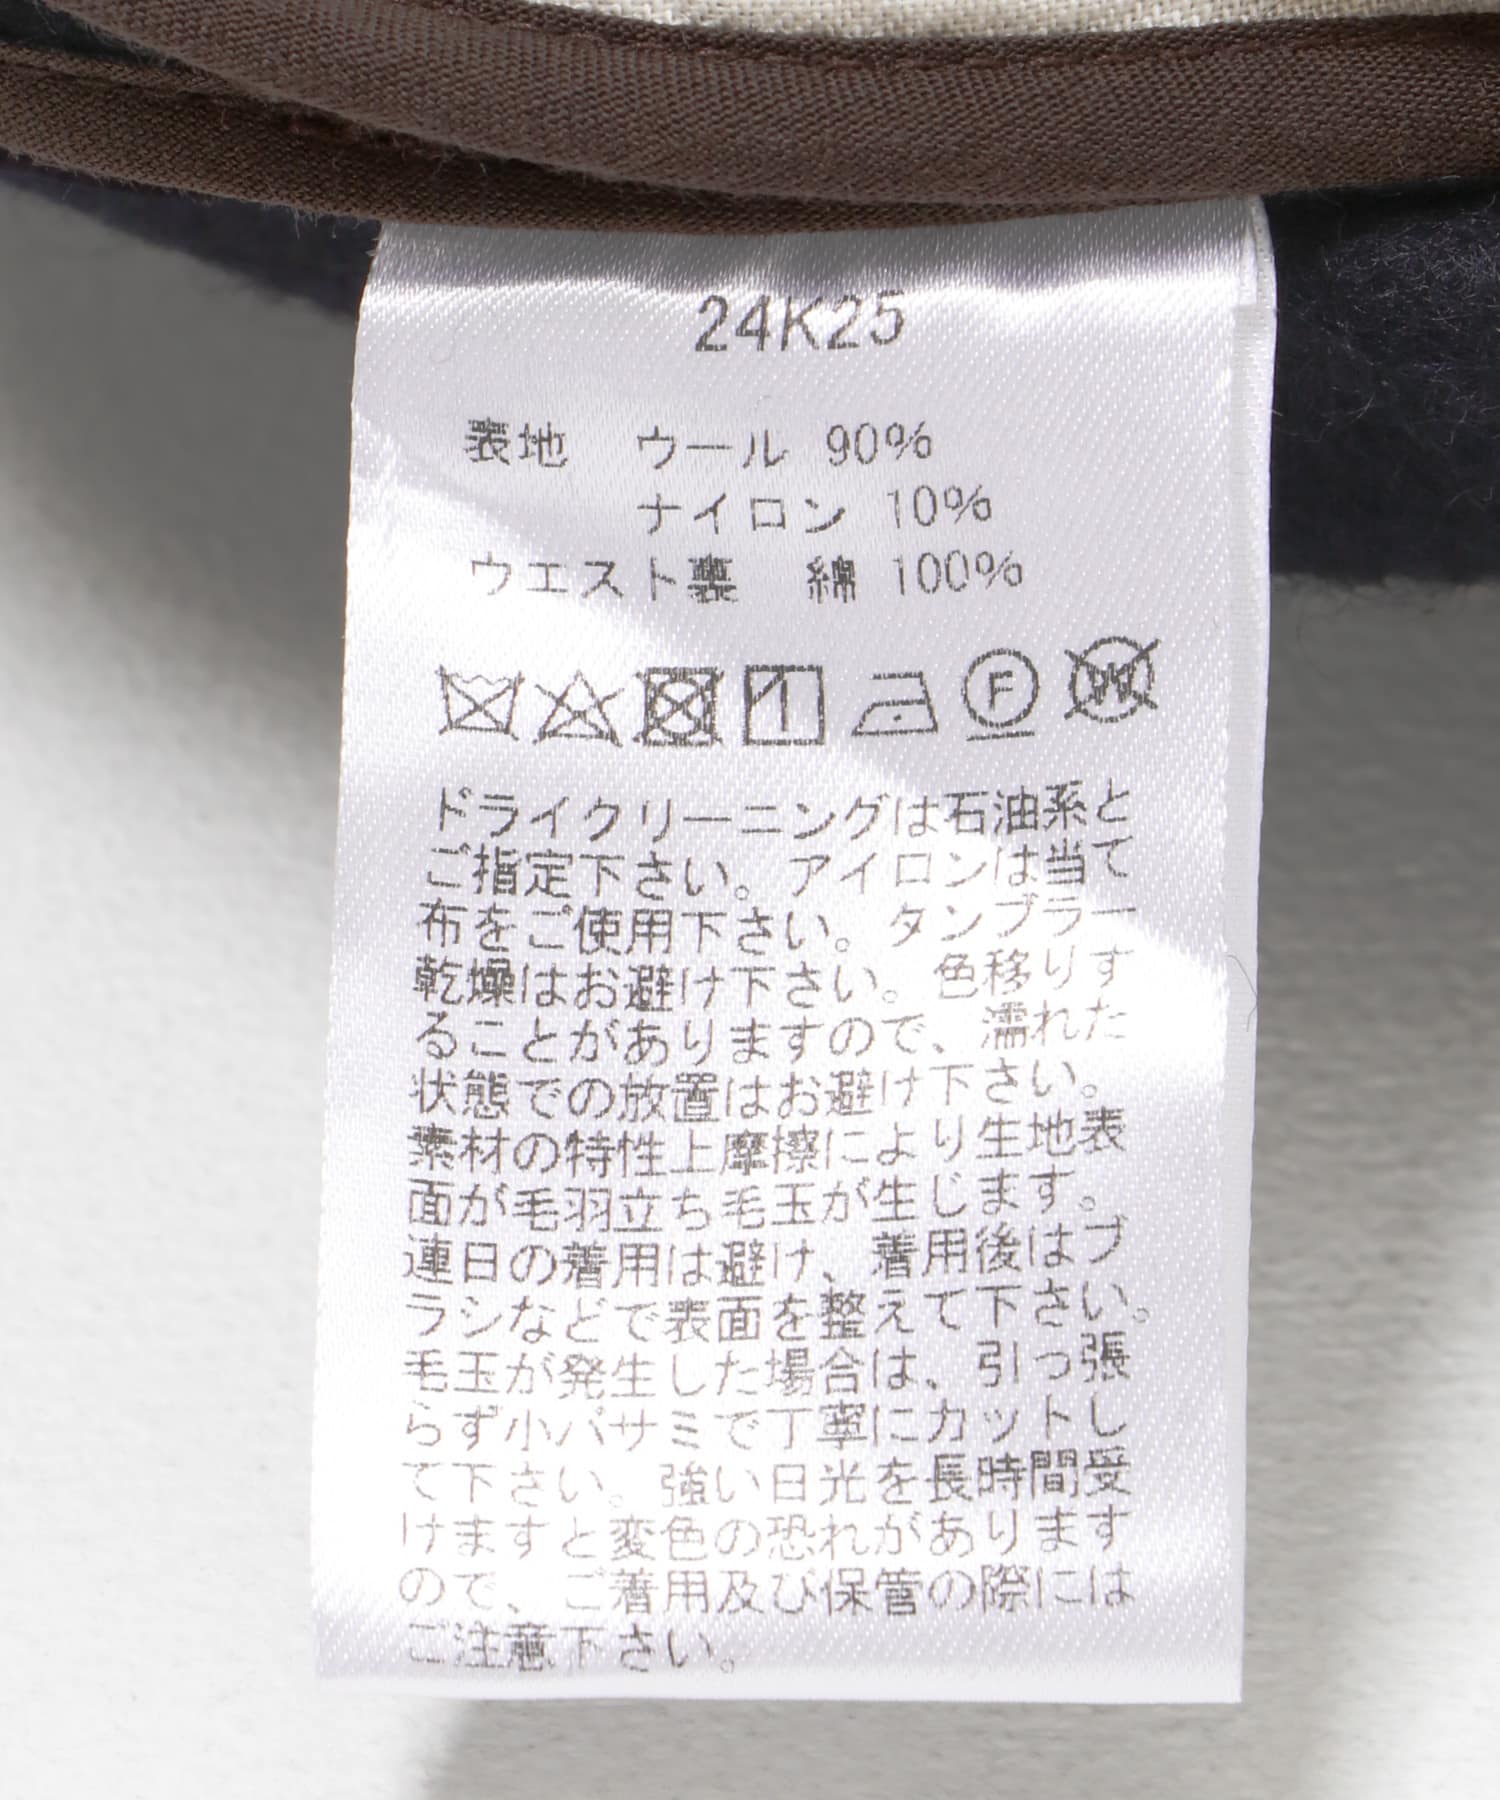 24K25
表地 ウール 90%
ナイロン 10%
ウエスト裏 綿 100%
F W
ドライクリーニングは石油系と
ご指定下さい。アイロンは当て
布をご使用下さい。タンブラー
乾燥はお避け下さい。色移りす
ることがありますので、濡れた
状態での放置はお避け下さい。
素材の特性上摩擦により生地表
面が毛羽立ち毛玉が生じます。
連日の着用は避け、着用後はブ
ラシなどで表面を整えて下さい。
毛玉が発生した場合は、引っ張
らず小バサミで丁寧にカットし
て下さい。強い日光を長時間受
けますと変色の恐れがあります
ので、ご着用及び保管の際には
ご注意下さい。